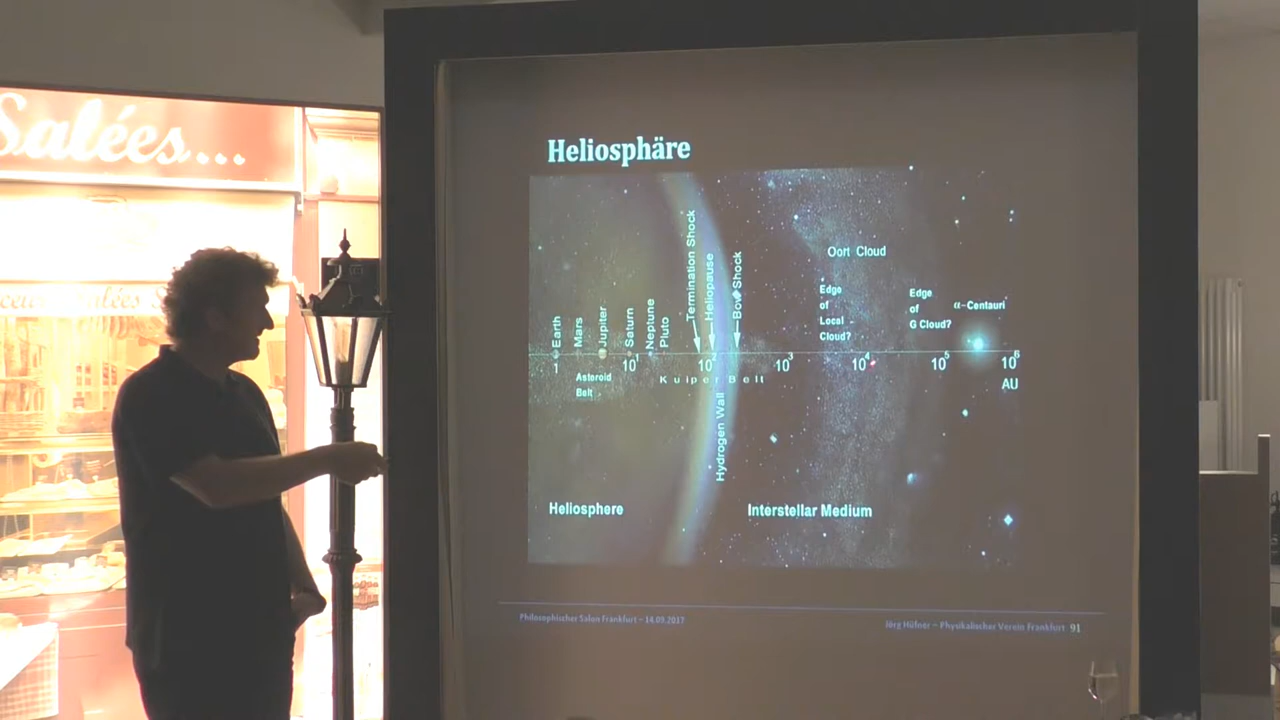 Salées...
Heliosphäre
Termination Shock
Heliopause
Bow Shock
Oort Cloud
Edge
of
Local
Cloud?
Edge
of
G Cloud?
α-Centauri
Earth
Mars
Jupiter
Saturn
Neptune
Pluto
1
10¹
10²
10³
10⁴
10⁵
10⁶
AU
Asteroid
Belt
Kuiper Belt
Hydrogen Wall
Heliosphere
Interstellar Medium
Philosophischer Salon Frankfurt – 14.09.2017
Jörg Hüfner – Physikalischer Verein Frankfurt 91